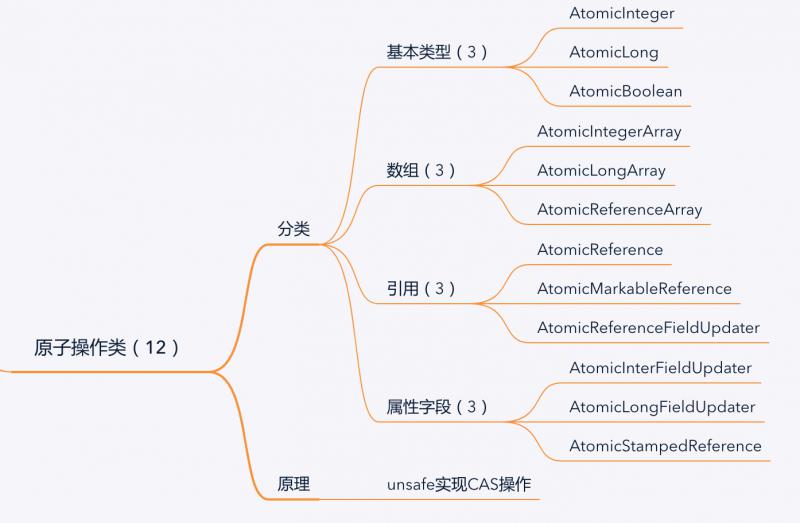 原子操作类（12）
分类
基本类型（3）
AtomicInteger
AtomicLong
AtomicBoolean
数组（3）
AtomicIntegerArray
AtomicLongArray
AtomicReferenceArray
引用（3）
AtomicReference
AtomicMarkableReference
AtomicReferenceFieldUpdater
属性字段（3）
AtomicInterFieldUpdater
AtomicLongFieldUpdater
AtomicStampedReference
原理
unsafe实现CAS操作